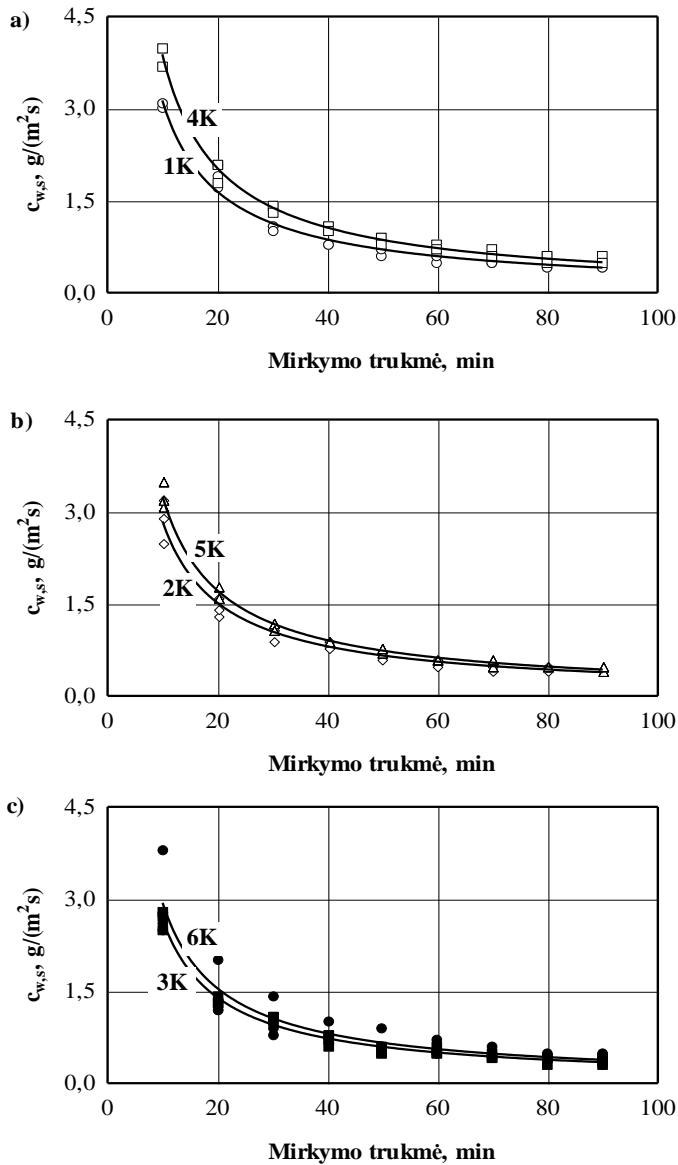 a)
4,5
3,0
1,5
0,0
c_w,s, g/(m²s)
4K
1K
0 20 40 60 80 100
Mirkymo trukmė, min
b)
4,5
3,0
1,5
0,0
c_w,s, g/(m²s)
5K
2K
0 20 40 60 80 100
Mirkymo trukmė, min
c)
4,5
3,0
1,5
0,0
c_w,s, g/(m²s)
6K
3K
0 20 40 60 80 100
Mirkymo trukmė, min